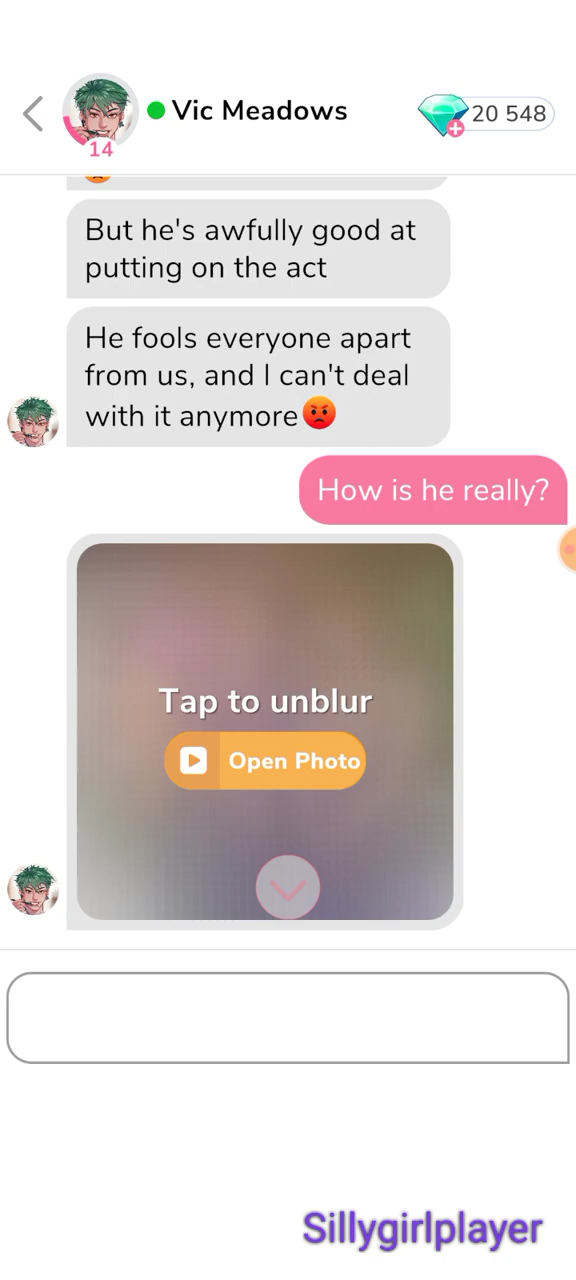 Vic Meadows
20 548
14
But he's awfully good at
putting on the act
He fools everyone apart
from us, and I can't deal
with it anymore😡
How is he really?
Tap to unblur
Open Photo
Sillygirlplayer